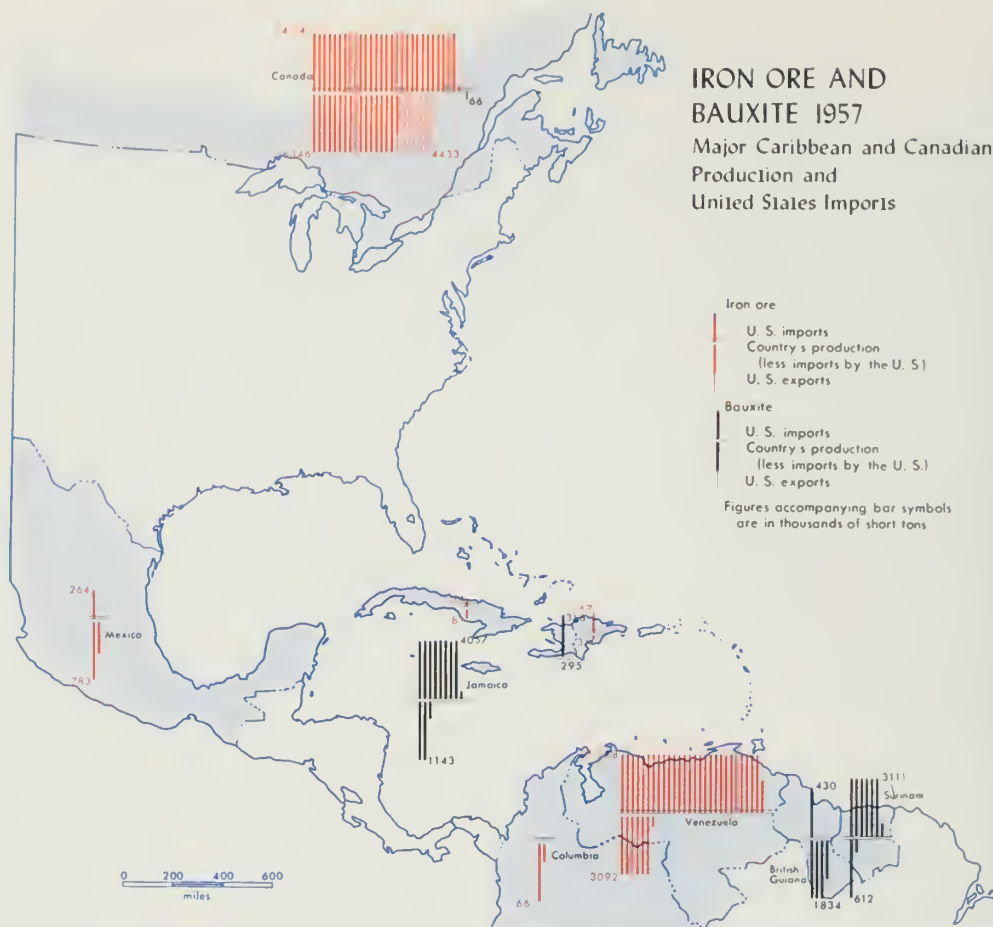 IRON ORE AND
BAUXITE 1957
Major Caribbean and Canadian
Production and
United States Imports
Iron ore
U. S. imports
Country s production
(less imports by the U. S)
U. S. exports
Bauxite
U. S. imports
Country s production
(less imports by the U. S.)
U. S. exports
Figures accompanying bar symbols
are in thousands of short tons
Canada
66
4433
264
Mexico
783
6
4057
Jamaica
1143
295
67
Venezuela
3092
Columbia
66
430
3111
Surinam
British
Guiana
1834
612
0 200 400 600
miles